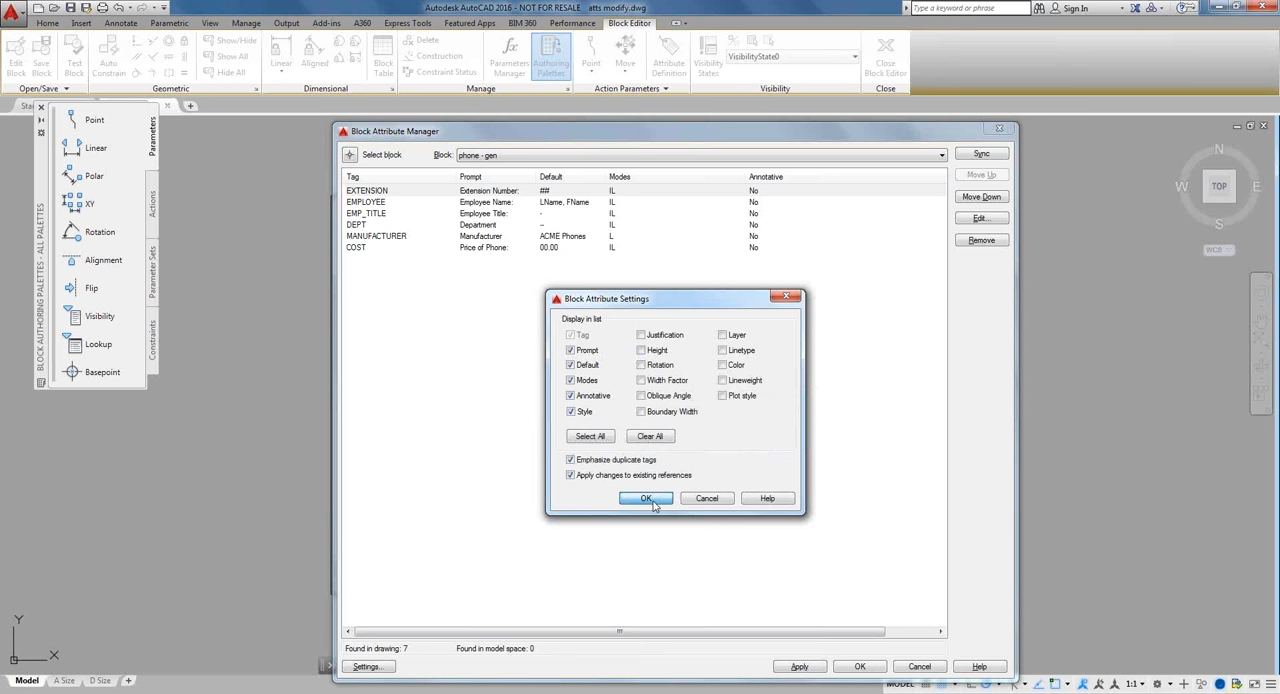 Autodesk AutoCAD 2016 - NOT FOR RESALE atts modify.dwg
Type a keyword or phrase
Sign In
Home Insert Annotate Parametric View Manage Output Add-ins A360 Express Tools Featured Apps BIM 360 Performance Block Editor
Edit Block
Save Block
Test Block
Auto Constrain
Show/Hide
Show All
Hide All
Linear
Aligned
Block Table
Delete
Construction
Constraint Status
Parameters Manager
Authoring Palettes
Point
Move
Attribute Definition
Visibility States
VisibilityState0
Close Block Editor
Open/Save
Geometric
Dimensional
Manage
Action Parameters
Visibility
Close
Point
Linear
Polar
XY
Rotation
Alignment
Flip
Visibility
Lookup
Basepoint
Parameters
Actions
Parameter Sets
Constraints
BLOCK AUTHORING PALETTES - ALL PALETTES
Block Attribute Manager
Select block
Block: phone - gen
Sync
Tag Prompt Default Modes Annotative
Move Up
EXTENSION Extension Number: ## IL No
EMPLOYEE Employee Name: LName, FName IL No
Move Down
EMP_TITLE Employee Title: - IL No
Edit...
DEPT Department -- IL No
MANUFACTURER Manufacturer ACME Phones L No
Remove
COST Price of Phone: 00.00 IL No
Block Attribute Settings
Display in list
Tag Justification Layer
Prompt Height Linetype
Default Rotation Color
Modes Width Factor Lineweight
Annotative Oblique Angle Plot style
Style Boundary Width
Select All Clear All
Emphasize duplicate tags
Apply changes to existing references
OK Cancel Help
Found in drawing: 7 Found in model space: 0
Settings... Apply OK Cancel Help
N
W TOP E
S
WCS
Y
X
Model A Size D Size +
MODEL 1:1